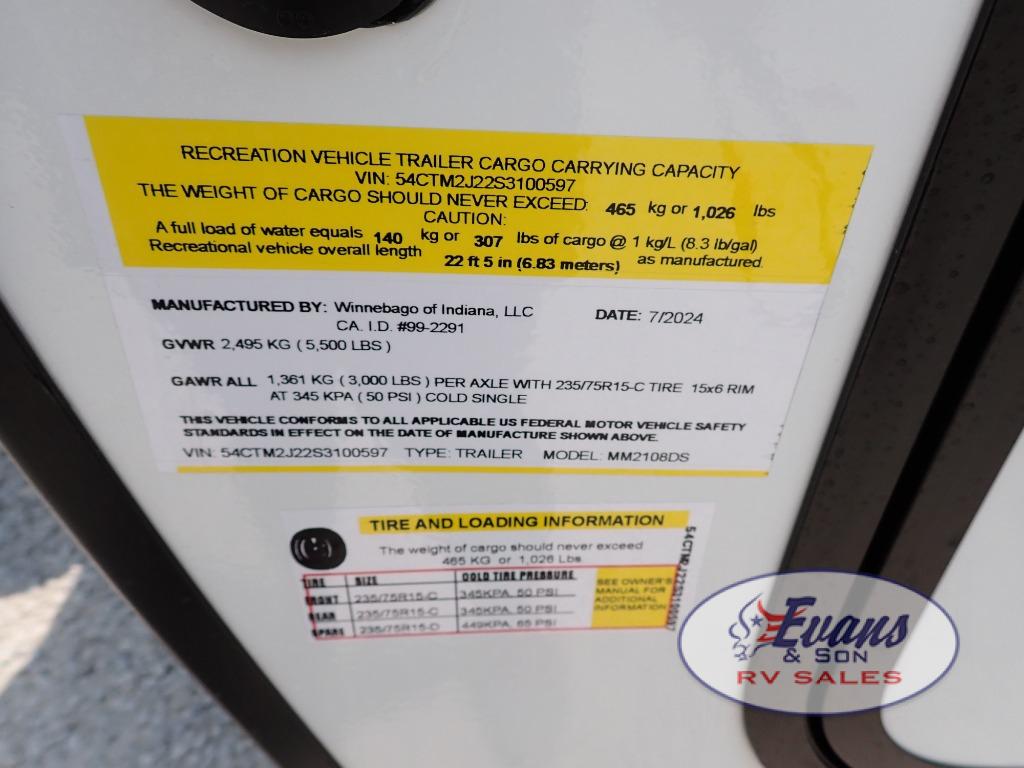 RECREATION VEHICLE TRAILER CARGO CARRYING CAPACITY
VIN: 54CTM2J22S3100597
THE WEIGHT OF CARGO SHOULD NEVER EXCEED: 465 kg or 1,026 lbs
CAUTION:
A full load of water equals 140 kg or 307 lbs of cargo @ 1 kg/L (8.3 lb/gal)
Recreational vehicle overall length 22 ft 5 in (6.83 meters) as manufactured.
MANUFACTURED BY: Winnebago of Indiana, LLC DATE: 7/2024
CA. I.D. #99-2291
GVWR 2,495 KG ( 5,500 LBS )
GAWR ALL 1,361 KG ( 3,000 LBS ) PER AXLE WITH 235/75R15-C TIRE 15x6 RIM
AT 345 KPA ( 50 PSI ) COLD SINGLE
THIS VEHICLE CONFORMS TO ALL APPLICABLE US FEDERAL MOTOR VEHICLE SAFETY
STANDARDS IN EFFECT ON THE DATE OF MANUFACTURE SHOWN ABOVE.
VIN: 54CTM2J22S3100597 TYPE: TRAILER MODEL: MM2108DS
TIRE AND LOADING INFORMATION
The weight of cargo should never exceed
465 KG or 1,026 Lbs
TIRE SIZE COLD TIRE PRESSURE
FRONT 235/75R15-C 345KPA, 50 PSI
REAR 235/75R15-C 345KPA, 50 PSI
SPARE 235/75R15-D 449KPA, 65 PSI
SEE OWNER'S
MANUAL FOR
ADDITIONAL
INFORMATION
54CTM2J22S3100597
Evans
& SON
RV SALES